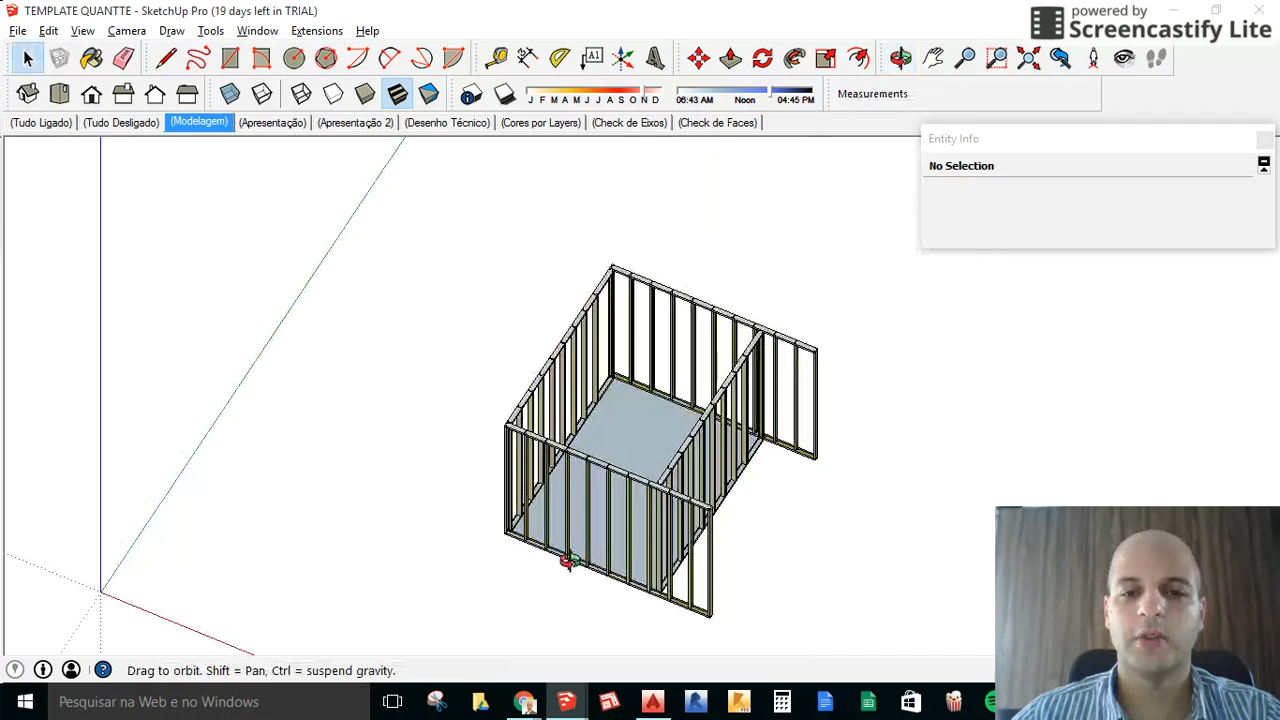 TEMPLATE QUANTTE - SketchUp Pro (19 days left in TRIAL)
powered by
Screencastify Lite
File Edit View Camera Draw Tools Window Extensions Help
A1
J F M A M J J A S O N D
06:43 AM Noon 04:45 PM
Measurements
(Tudo Ligado) (Tudo Desligado) (Modelagem) (Apresentação) (Apresentação 2) (Desenho Técnico) (Cores por Layers) (Check de Eixos) (Check de Faces)
Entity Info
No Selection
Drag to orbit. Shift = Pan, Ctrl = suspend gravity.
Pesquisar na Web e no Windows